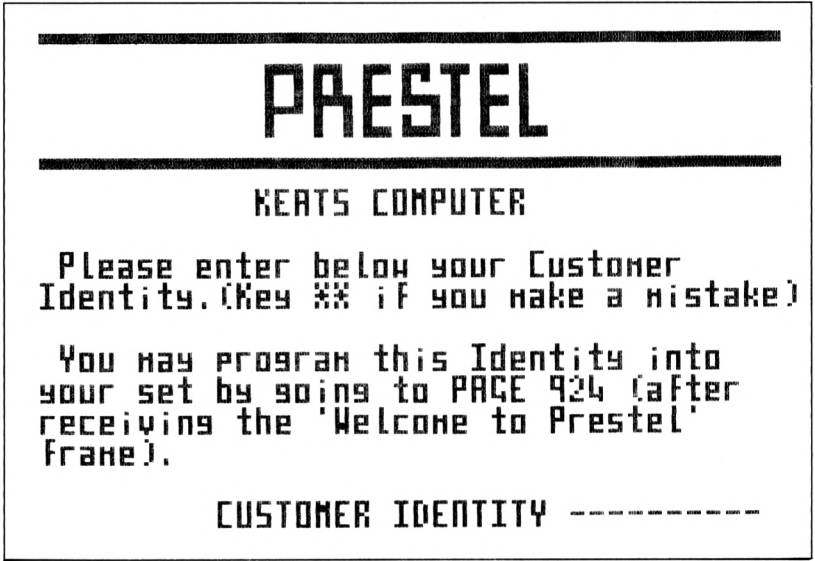 PRESTEL
KEATS COMPUTER
Please enter below your Customer
Identity.(Key ** if you make a mistake)
You may program this Identity into
your set by going to PAGE 924 (after
receiving the 'Welcome to Prestel'
frame).
CUSTOMER IDENTITY ----------